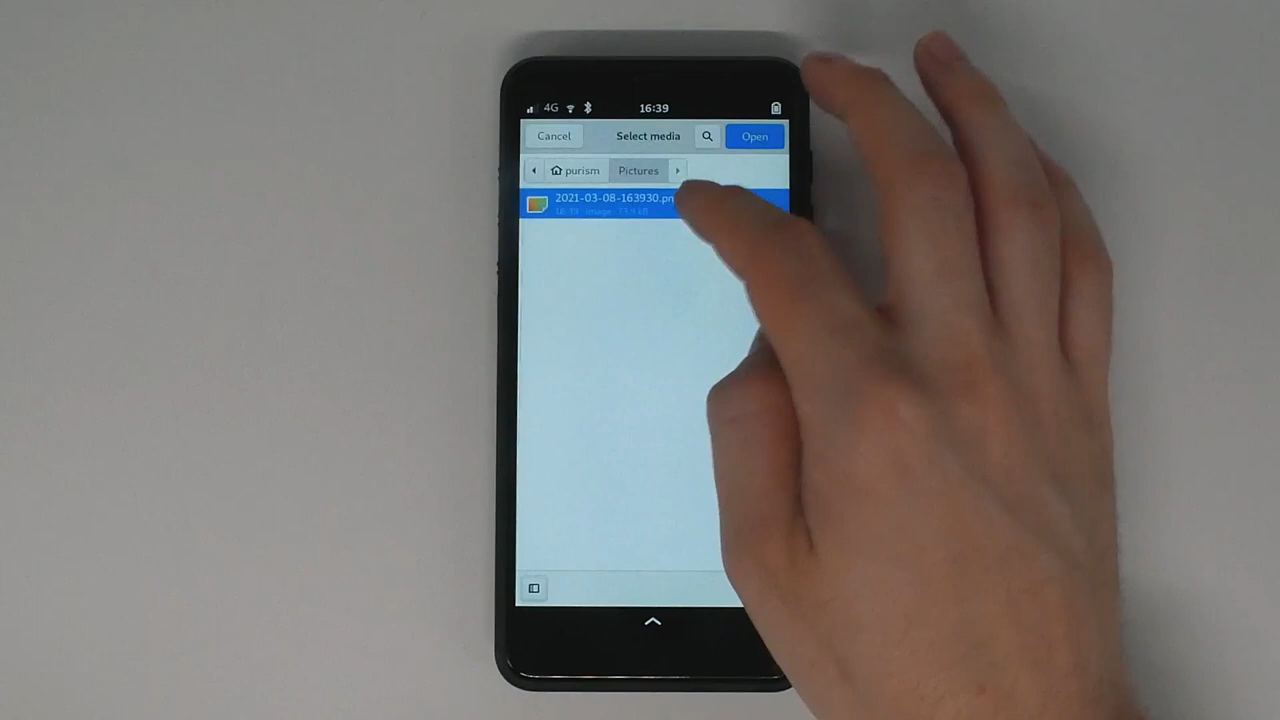 4G 16:39
Cancel Select media Open
purism Pictures
2021-03-08-163930.pn